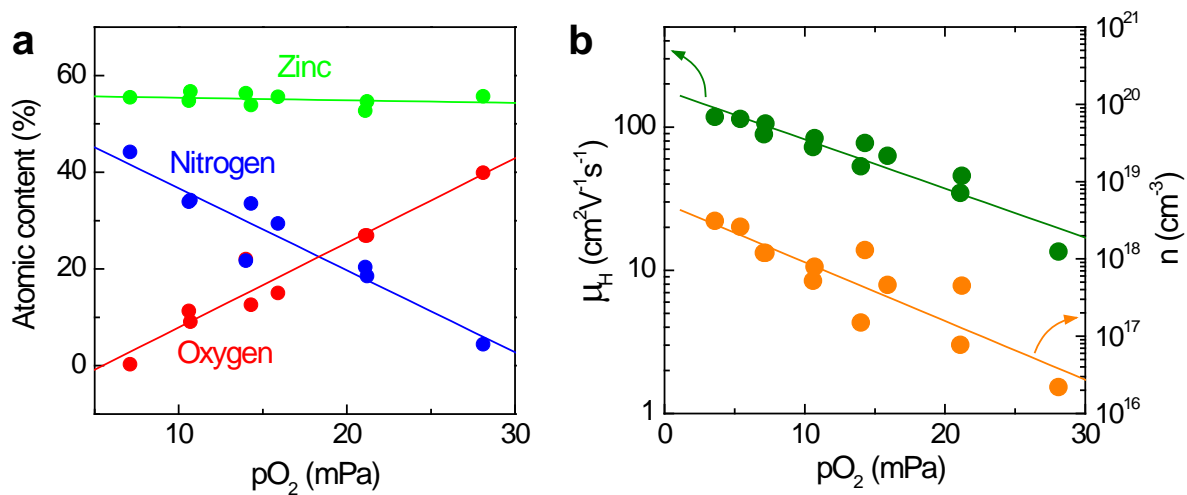 a
Atomic content (%)
60
40
20
0
Zinc
Nitrogen
Oxygen
10
20
30
pO₂ (mPa)
b
μ_H (cm²V⁻¹s⁻¹)
100
10
1
0
10
20
30
pO₂ (mPa)
10²¹
10²⁰
10¹⁹
10¹⁸
10¹⁷
10¹⁶
n (cm⁻³)